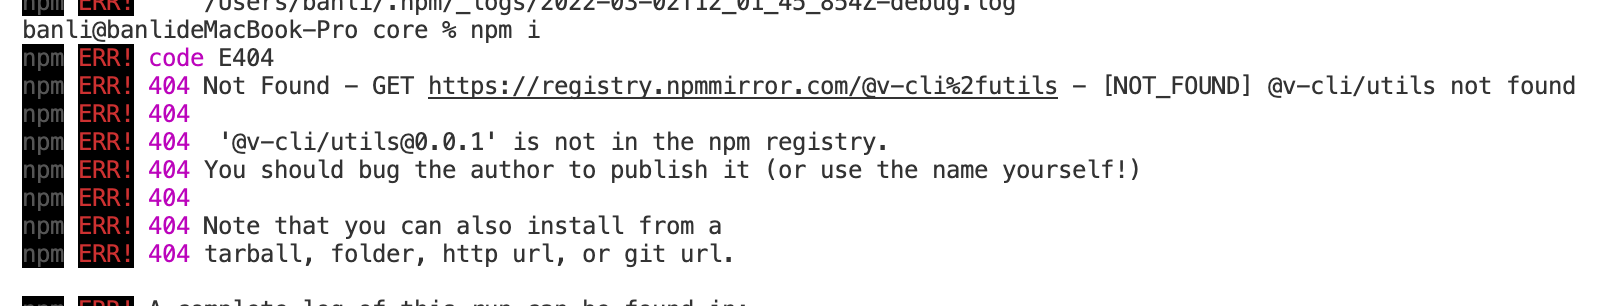 npm ERR!     /Users/banli/.npm/_logs/2022-03-02T12_01_45_854Z-debug.log
banli@banlideMacBook-Pro core % npm i
npm ERR! code E404
npm ERR! 404 Not Found - GET https://registry.npmmirror.com/@v-cli%2futils - [NOT_FOUND] @v-cli/utils not found
npm ERR! 404
npm ERR! 404  '@v-cli/utils@0.0.1' is not in the npm registry.
npm ERR! 404 You should bug the author to publish it (or use the name yourself!)
npm ERR! 404
npm ERR! 404 Note that you can also install from a
npm ERR! 404 tarball, folder, http url, or git url.
npm ERR! A complete log of this run can be found in: